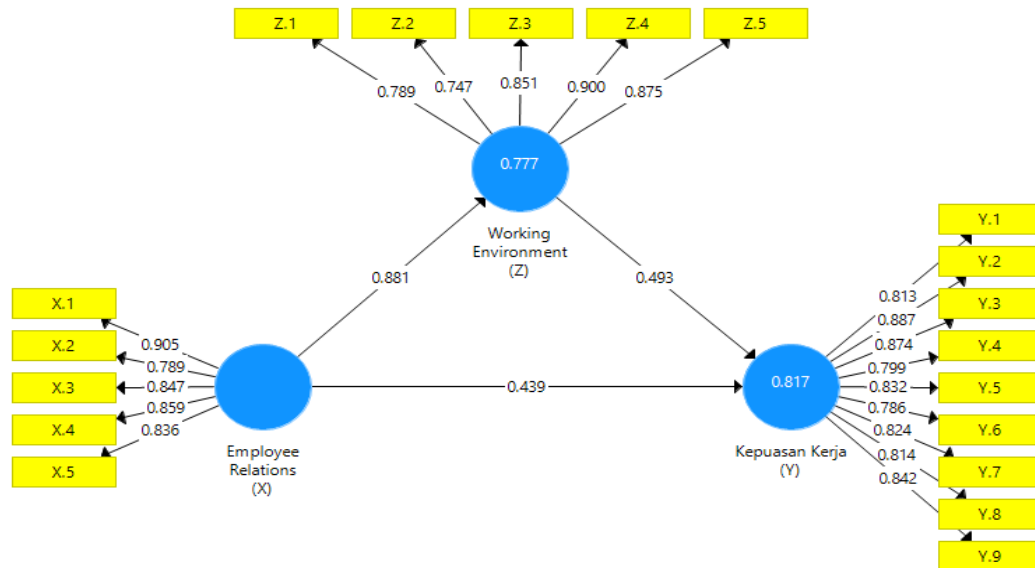 Z.1
Z.2
Z.3
Z.4
Z.5
0.789
0.747
0.851
0.900
0.875
0.777
Working
Environment
(Z)
0.881
0.493
X.1
X.2
X.3
X.4
X.5
0.905
0.789
0.847
0.859
0.836
Employee
Relations
(X)
0.439
0.817
Kepuasan Kerja
(Y)
0.813
0.887
0.874
0.799
0.832
0.786
0.824
0.814
0.842
Y.1
Y.2
Y.3
Y.4
Y.5
Y.6
Y.7
Y.8
Y.9